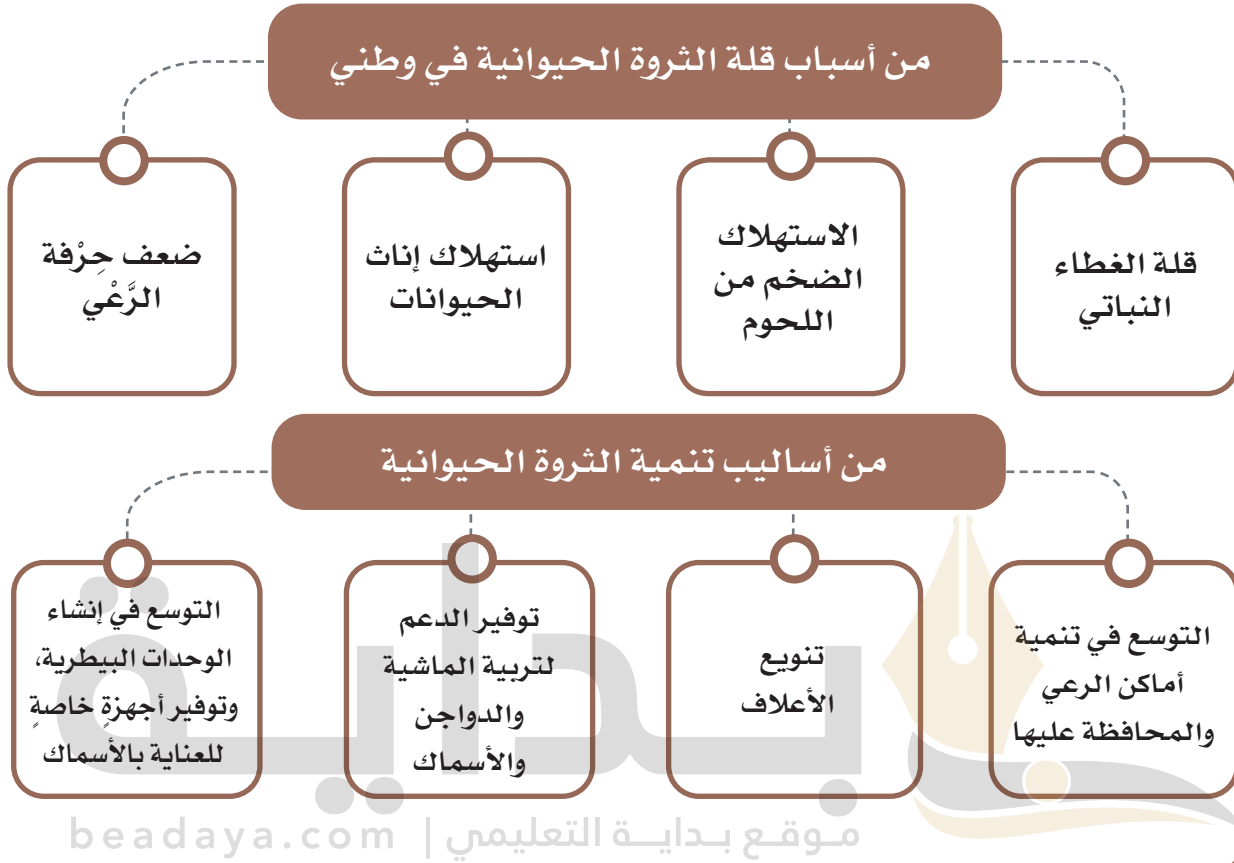 من أسباب قلة الثروة الحيوانية في وطني
قلة الغطاء
النباتي
الاستهلاك
الضخم من
اللحوم
استهلاك إناث
الحيوانات
ضعف حِرْفة
الرَّعْي
من أساليب تنمية الثروة الحيوانية
التوسع في تنمية
أماكن الرعي
والمحافظة عليها
تنويع
الأعلاف
توفير الدعم
لتربية الماشية
والدواجن
والأسماك
التوسع في إنشاء
الوحدات البيطرية،
وتوفير أجهزةٍ خاصةٍ
للعناية بالأسماك
بداية
موقع بدايـة التعليمي | beadaya.com